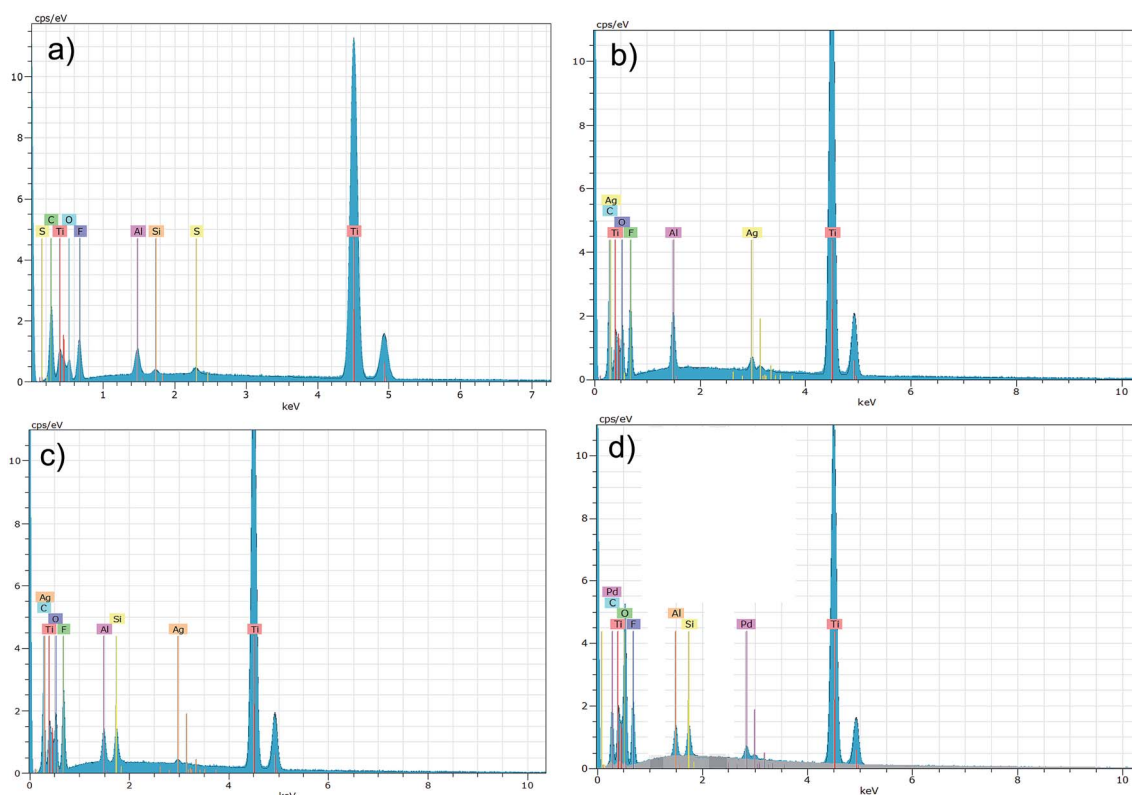 cps/eV
a)
10
8
6
4
2
0
C O
S Ti F Al Si S Ti
1 2 3 4 5 6 7
keV
cps/eV
b)
10
8
6
4
2
0
Ag
C
O
Ti F Al Ag Ti
0 2 4 6 8 10
keV
cps/eV
c)
10
8
6
4
2
0
Ag
C
O Si
Ti F Al Ag Ti
0 2 4 6 8 10
keV
cps/eV
d)
10
8
6
4
2
0
Pd
C
O Al
Ti F Si Pd Ti
0 2 4 6 8 10
keV